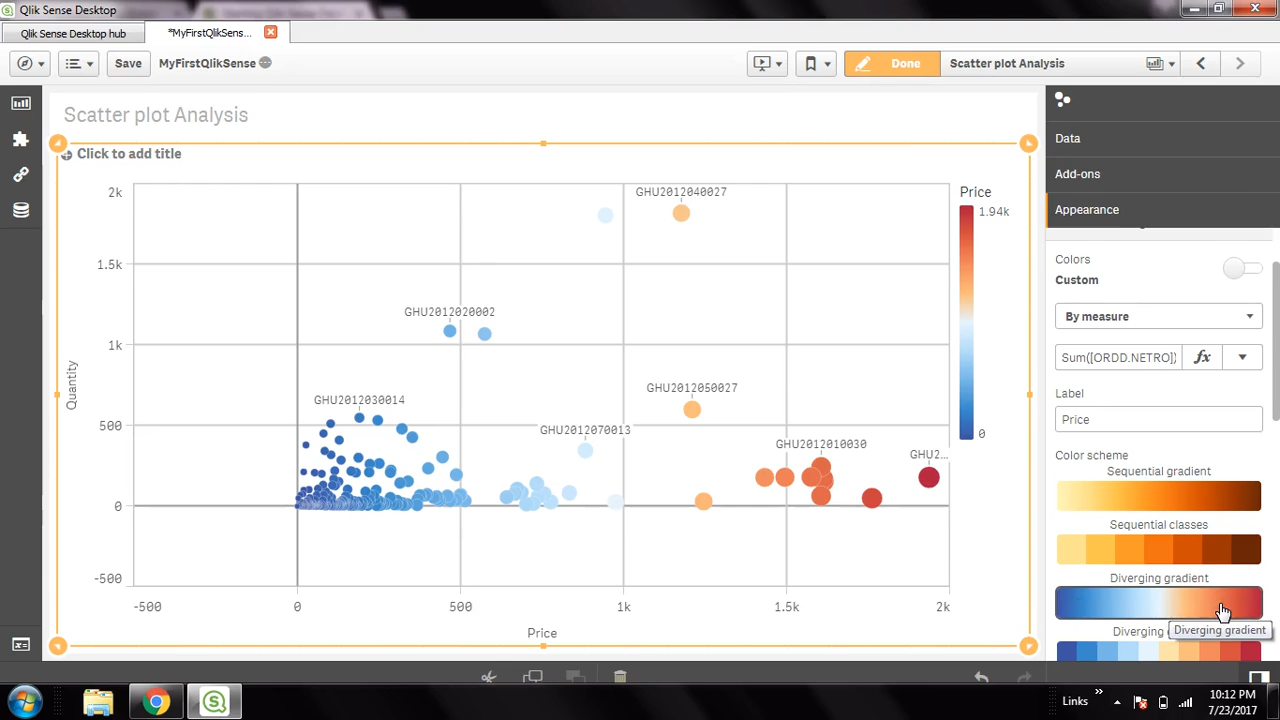 Qlik Sense Desktop
Qlik Sense Desktop hub
*MyFirstQlikSens...
Save
MyFirstQlikSense
Done
Scatter plot Analysis
Scatter plot Analysis
Click to add title
Data
Add-ons
Appearance
Colors
Custom
By measure
Sum([ORDD.NETRO])
fx
Label
Price
Color scheme
Sequential gradient
Sequential classes
Diverging gradient
Diverging
Diverging gradient
Price
1.94k
0
2k
1.5k
1k
500
0
-500
Quantity
-500
0
500
1k
1.5k
2k
Price
GHU2012040027
GHU2012020002
GHU2012030014
GHU2012050027
GHU2012070013
GHU2012010030
GHU2...
Links
10:12 PM
7/23/2017